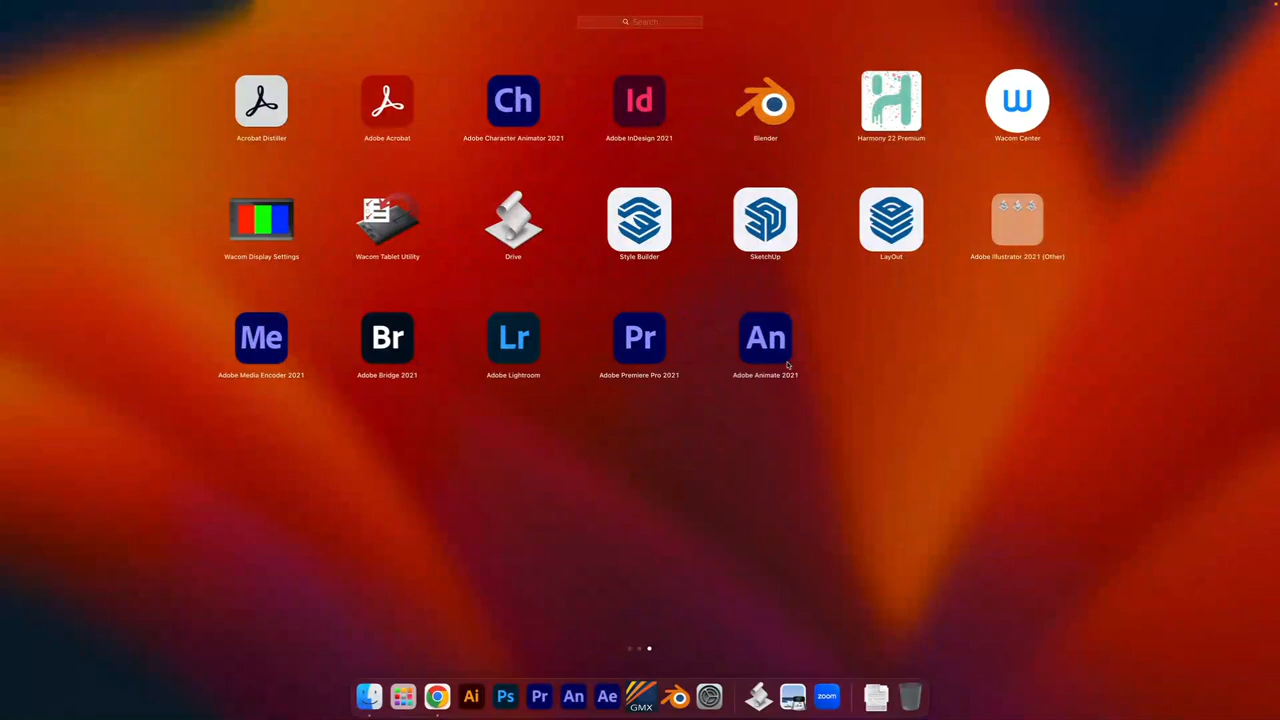 Search
Acrobat Distiller
Adobe Acrobat
Ch
Adobe Character Animator 2021
Id
Adobe InDesign 2021
Blender
Harmony 22 Premium
Wacom Center
Wacom Display Settings
Wacom Tablet Utility
Drive
Style Builder
SketchUp
LayOut
Adobe Illustrator 2021 (Other)
Me
Adobe Media Encoder 2021
Br
Adobe Bridge 2021
Lr
Adobe Lightroom
Pr
Adobe Premiere Pro 2021
An
Adobe Animate 2021
Ai
Ps
Pr
An
Ae
GMX
zoom